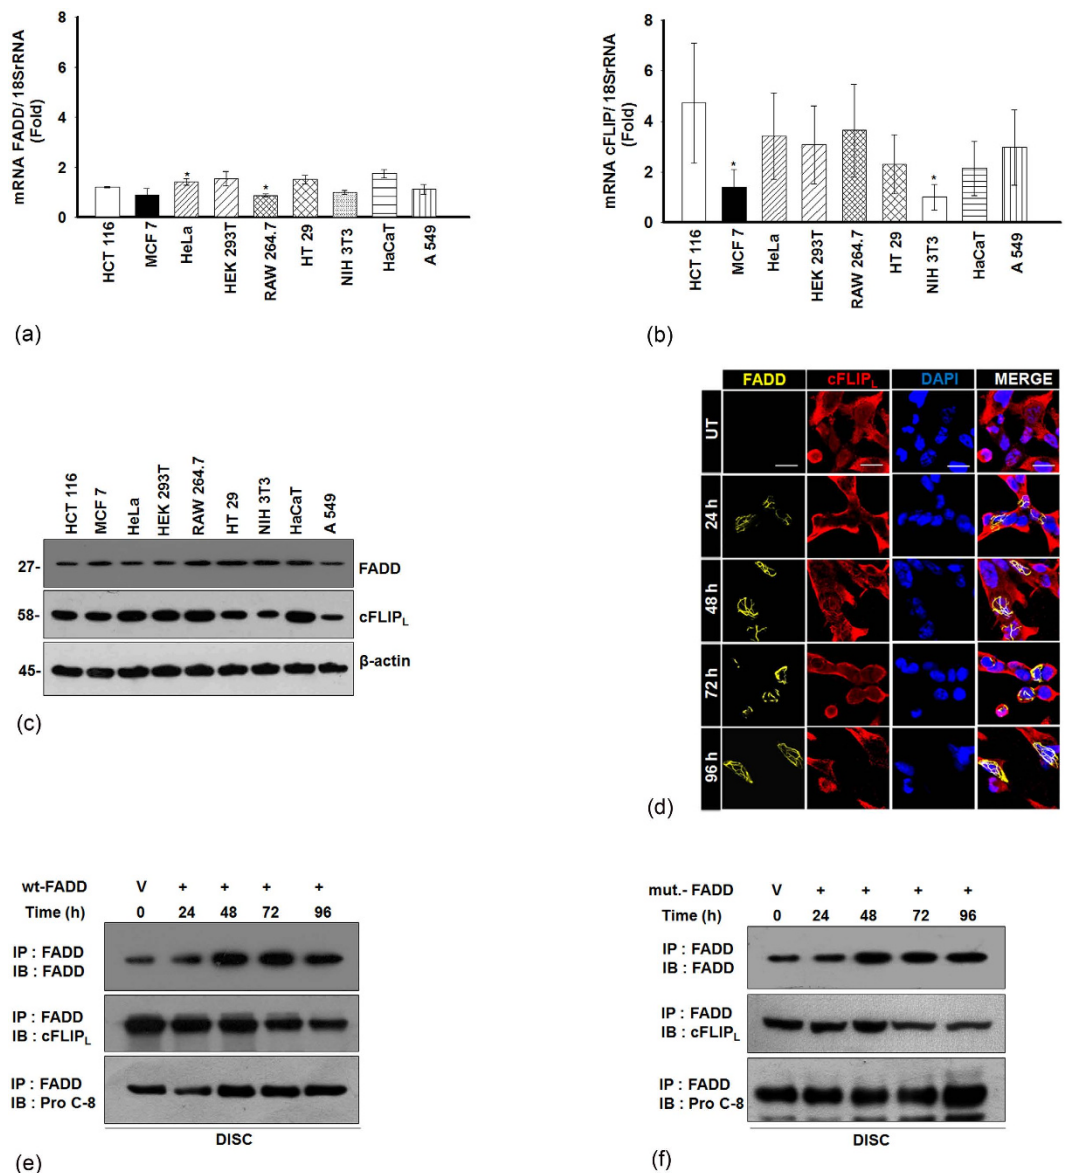 mRNA FADD/ 18SrRNA
(Fold)
8
6
4
2
0
HCT 116
MCF 7
HeLa
HEK 293T
RAW 264.7
HT 29
NIH 3T3
HaCaT
A 549
*
*
(a)
mRNA cFLIP/ 18SrRNA
(Fold)
8
6
4
2
0
HCT 116
MCF 7
HeLa
HEK 293T
RAW 264.7
HT 29
NIH 3T3
HaCaT
A 549
*
*
(b)
HCT 116
MCF 7
HeLa
HEK 293T
RAW 264.7
HT 29
NIH 3T3
HaCaT
A 549
27-
FADD
58-
cFLIPL
45-
β-actin
(c)
FADD cFLIPL DAPI MERGE
UT
24 h
48 h
72 h
96 h
(d)
wt-FADD V + + + +
Time (h) 0 24 48 72 96
IP : FADD
IB : FADD
IP : FADD
IB : cFLIPL
IP : FADD
IB : Pro C-8
DISC
(e)
mut.- FADD V + + + +
Time (h) 0 24 48 72 96
IP : FADD
IB : FADD
IP : FADD
IB : cFLIPL
IP : FADD
IB : Pro C-8
DISC
(f)